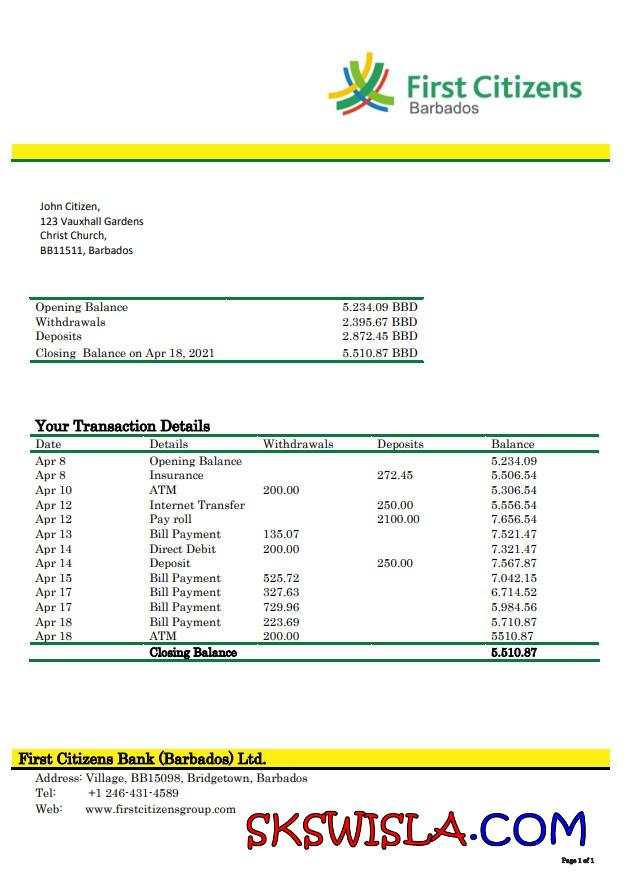 First Citizens
Barbados
John Citizen,
123 Vauxhall Gardens
Christ Church,
BB11511, Barbados
Opening Balance 5.234.09 BBD
Withdrawals 2.395.67 BBD
Deposits 2.872.45 BBD
Closing Balance on Apr 18, 2021 5.510.87 BBD
Your Transaction Details
Date Details Withdrawals Deposits Balance
Apr 8 Opening Balance 5.234.09
Apr 8 Insurance 272.45 5.506.54
Apr 10 ATM 200.00 5.306.54
Apr 12 Internet Transfer 250.00 5.556.54
Apr 12 Pay roll 2100.00 7.656.54
Apr 13 Bill Payment 135.07 7.521.47
Apr 14 Direct Debit 200.00 7.321.47
Apr 14 Deposit 250.00 7.567.87
Apr 15 Bill Payment 525.72 7.042.15
Apr 17 Bill Payment 327.63 6.714.52
Apr 17 Bill Payment 729.96 5.984.56
Apr 18 Bill Payment 223.69 5.710.87
Apr 18 ATM 200.00 5510.87
Closing Balance 5.510.87
First Citizens Bank (Barbados) Ltd.
Address: Village, BB15098, Bridgetown, Barbados
Tel: +1 246-431-4589
Web: www.firstcitizensgroup.com
SKSWISLA.COM
Page 1 of 1